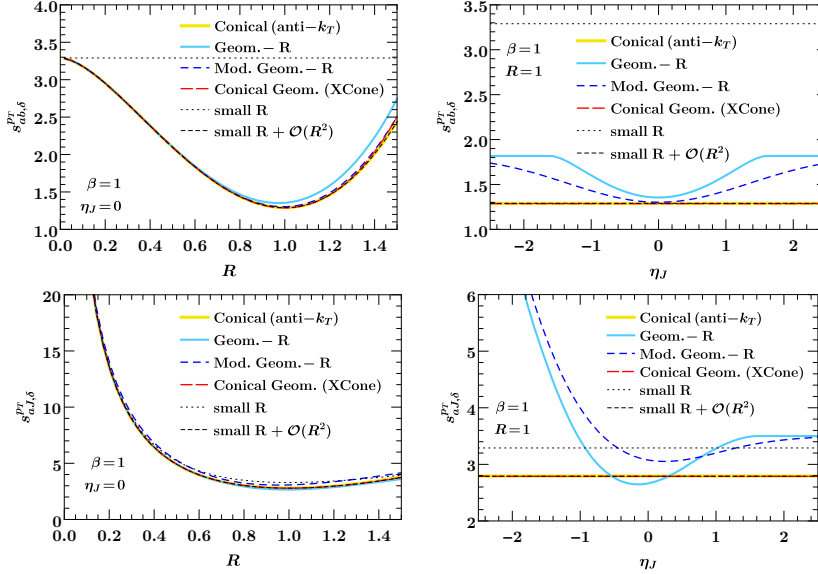 4.0
3.5
3.0
2.5
2.0
1.5
1.0
s^{p_T}_{ab,δ}
Conical (anti−k_T)
Geom.− R
Mod. Geom.− R
Conical Geom. (XCone)
small R
small R + O(R²)
β=1
η_J=0
0.0 0.2 0.4 0.6 0.8 1.0 1.2 1.4
R
3.5
3.0
2.5
2.0
1.5
1.0
s^{p_T}_{ab,δ}
β=1
R=1
Conical (anti−k_T)
Geom.− R
Mod. Geom.− R
Conical Geom. (XCone)
small R
small R + O(R²)
−2 −1 0 1 2
η_J
20
15
10
5
0
s^{p_T}_{aJ,δ}
Conical (anti−k_T)
Geom.− R
Mod. Geom.− R
Conical Geom. (XCone)
small R
small R + O(R²)
β=1
η_J=0
0.0 0.2 0.4 0.6 0.8 1.0 1.2 1.4
R
6
5
4
3
2
s^{p_T}_{aJ,δ}
Conical (anti−k_T)
Geom.− R
Mod. Geom.− R
Conical Geom. (XCone)
small R
small R + O(R²)
β=1
R=1
−2 −1 0 1 2
η_J